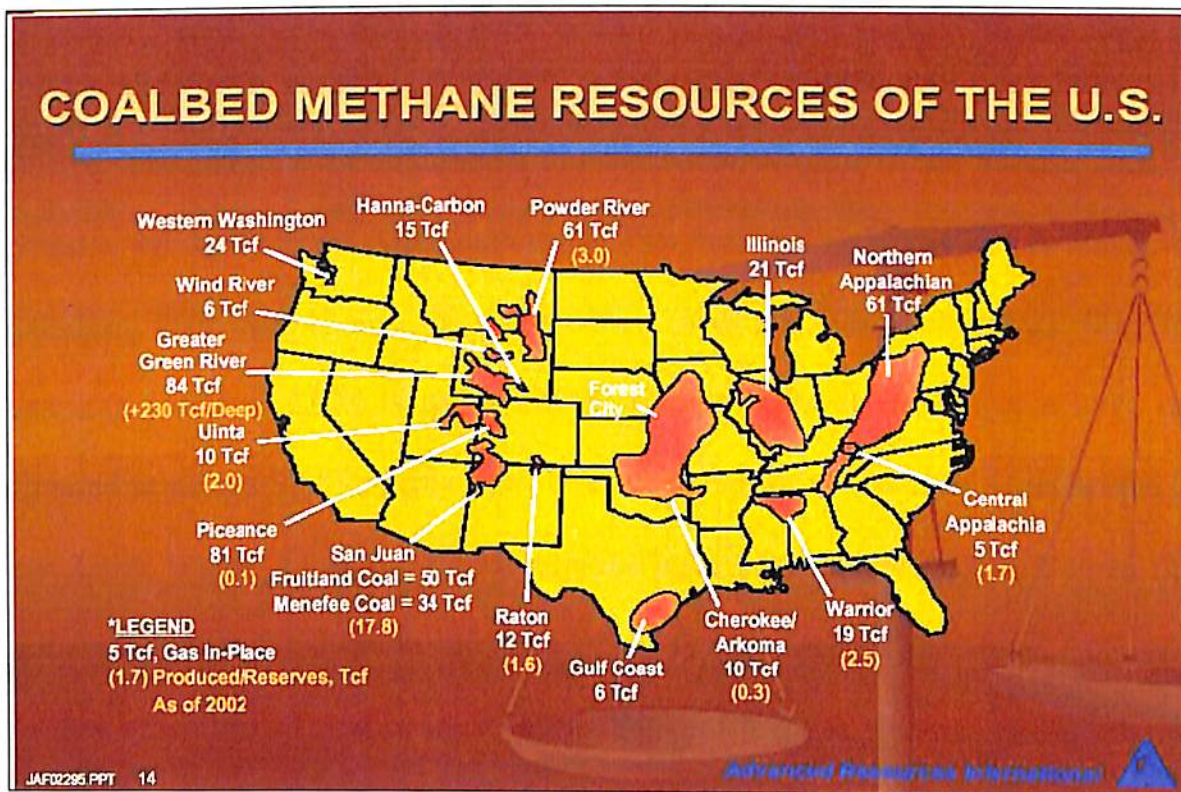 COALBED METHANE RESOURCES OF THE U.S.
Western Washington
24 Tcf
Hanna-Carbon
15 Tcf
Powder River
61 Tcf
(3.0)
Illinois
21 Tcf
Northern
Appalachian
61 Tcf
Wind River
6 Tcf
Greater
Green River
84 Tcf
(+230 Tcf/Deep)
Forest
City
Uinta
10 Tcf
(2.0)
Piceance
81 Tcf
(0.1)
San Juan
Fruitland Coal = 50 Tcf
Menefee Coal = 34 Tcf
(17.8)
Raton
12 Tcf
(1.6)
Gulf Coast
6 Tcf
Cherokee/
Arkoma
10 Tcf
(0.3)
Warrior
19 Tcf
(2.5)
Central
Appalachia
5 Tcf
(1.7)
*LEGEND
5 Tcf, Gas In-Place
(1.7) Produced/Reserves, Tcf
As of 2002
JAF02295.PPT 14
Advanced Resources International